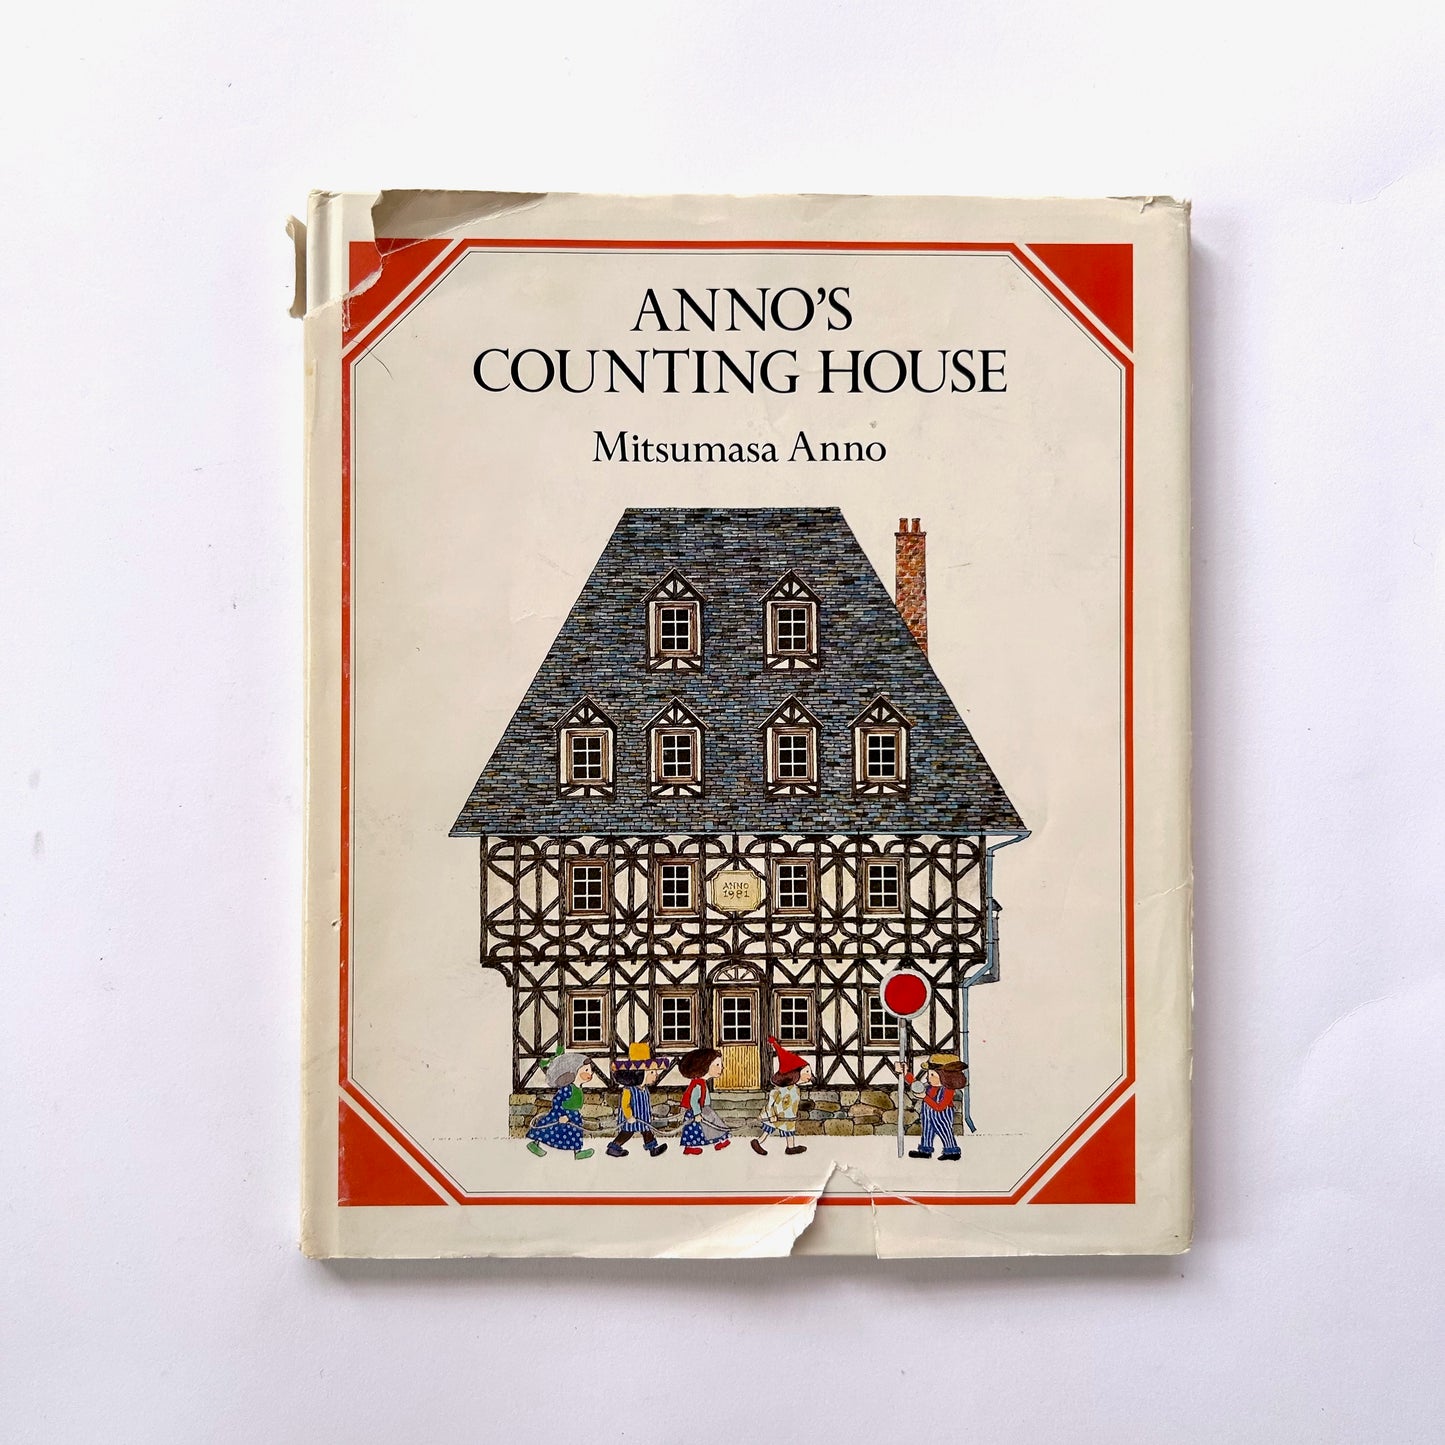 ANNO’S
COUNTING HOUSE
Mitsumasa Anno
ANNO
1981